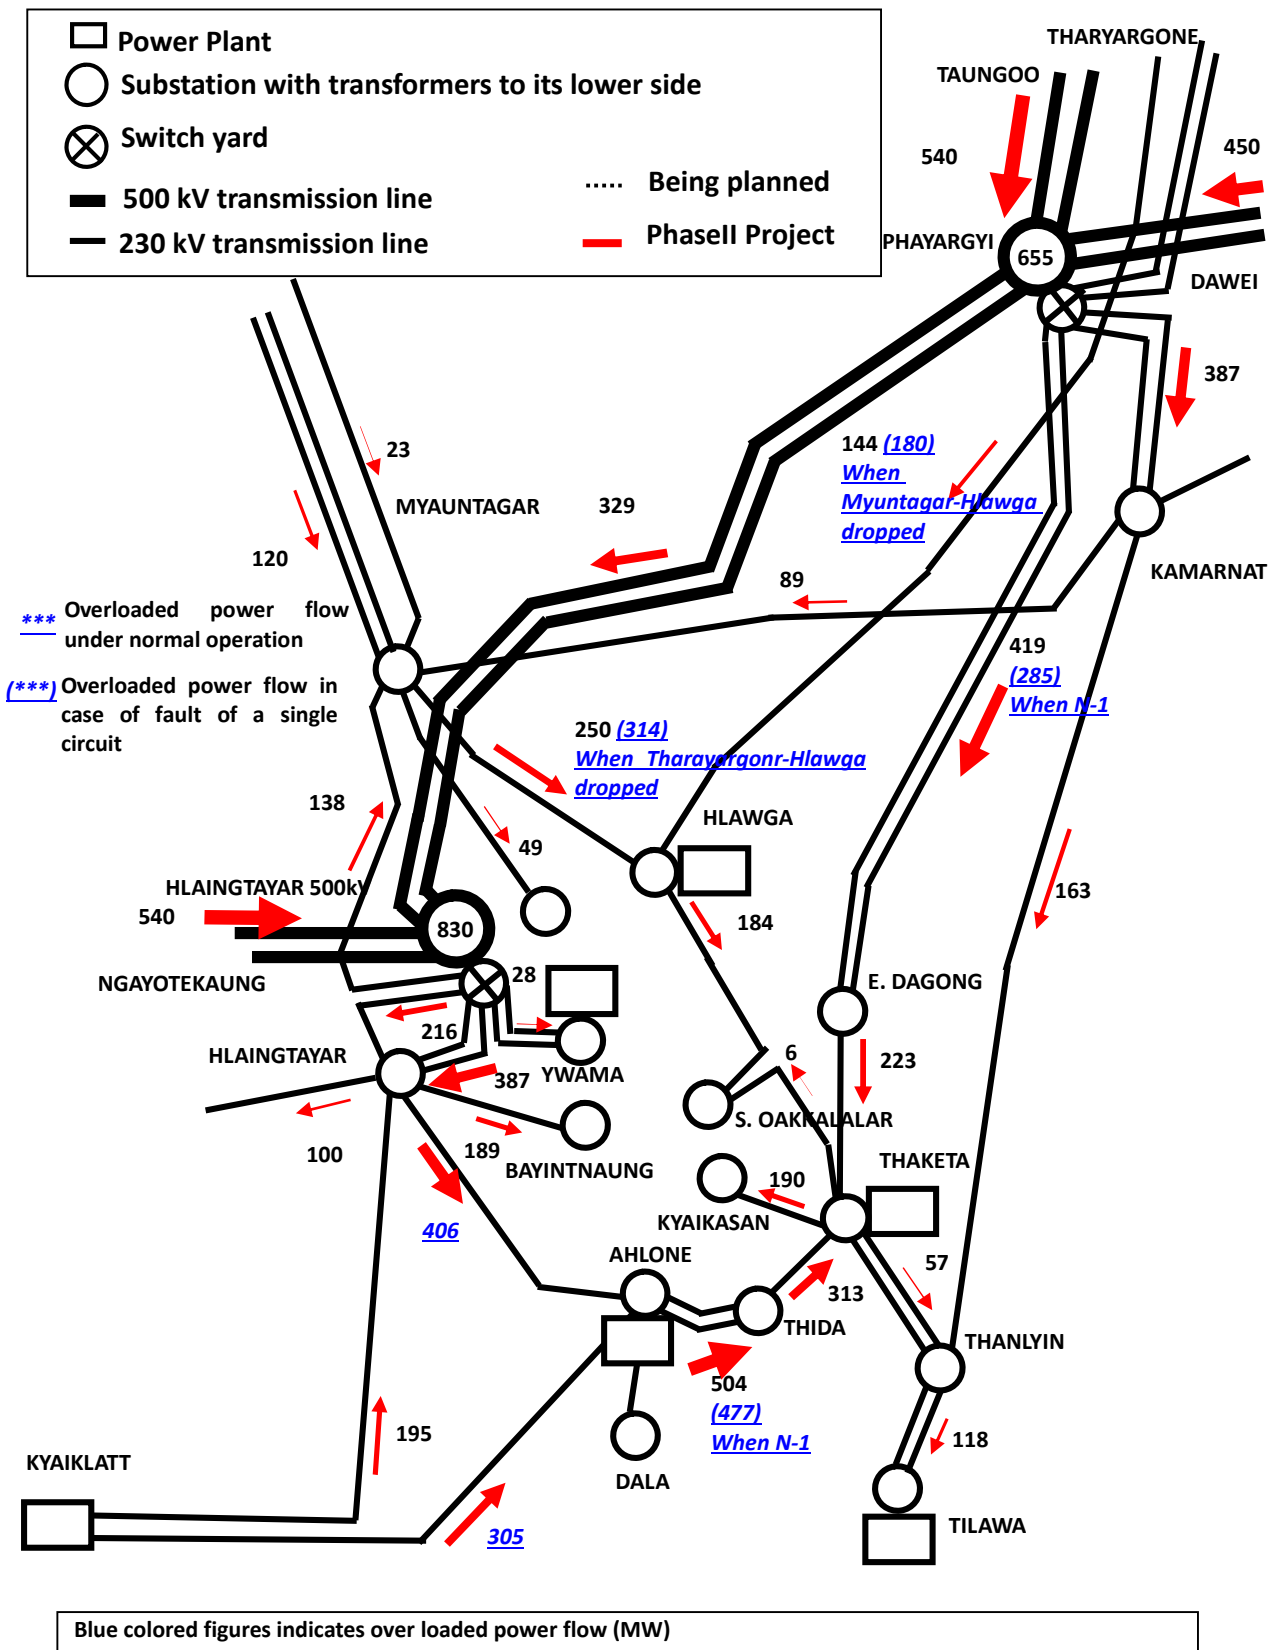 Power Plant
Substation with transformers to its lower side
Switch yard
500 kV transmission line
230 kV transmission line
Being planned
PhaseII Project
THARYARGONE
TAUNGOO
540
450
PHAYARGYI
655
DAWEI
387
23
MYAUNTAGAR
329
144 (180)
When
Myuntagar-Hlawga
dropped
120
89
KAMARNAT
*** Overloaded power flow
under normal operation
(***) Overloaded power flow in
case of fault of a single
circuit
419
(285)
When N-1
250 (314)
When Tharayargonr-Hlawga
dropped
138
HLAWGA
49
HLAINGTAYAR 500kV
540
830
184
163
NGAYOTEKAUNG
28
E. DAGONG
216
HLAINGTAYAR
6
223
387
YWAMA
S. OAKKALALAR
100
189
BAYINTNAUNG
190
THAKETA
KYAIKASAN
406
AHLONE
57
313
THIDA
THANLYIN
504
(477)
When N-1
195
118
KYAIKLATT
DALA
TILAWA
305
Blue colored figures indicates over loaded power flow (MW)